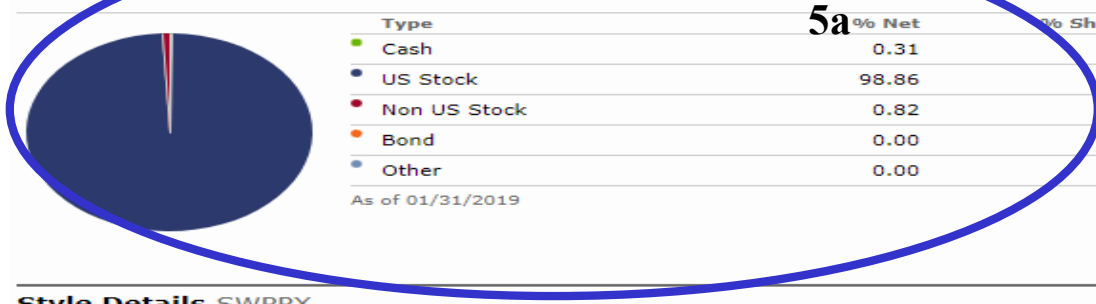 Type 5a % Net % Sh
Cash 0.31
US Stock 98.86
Non US Stock 0.82
Bond 0.00
Other 0.00
As of 01/31/2019
Style Details SWPPX